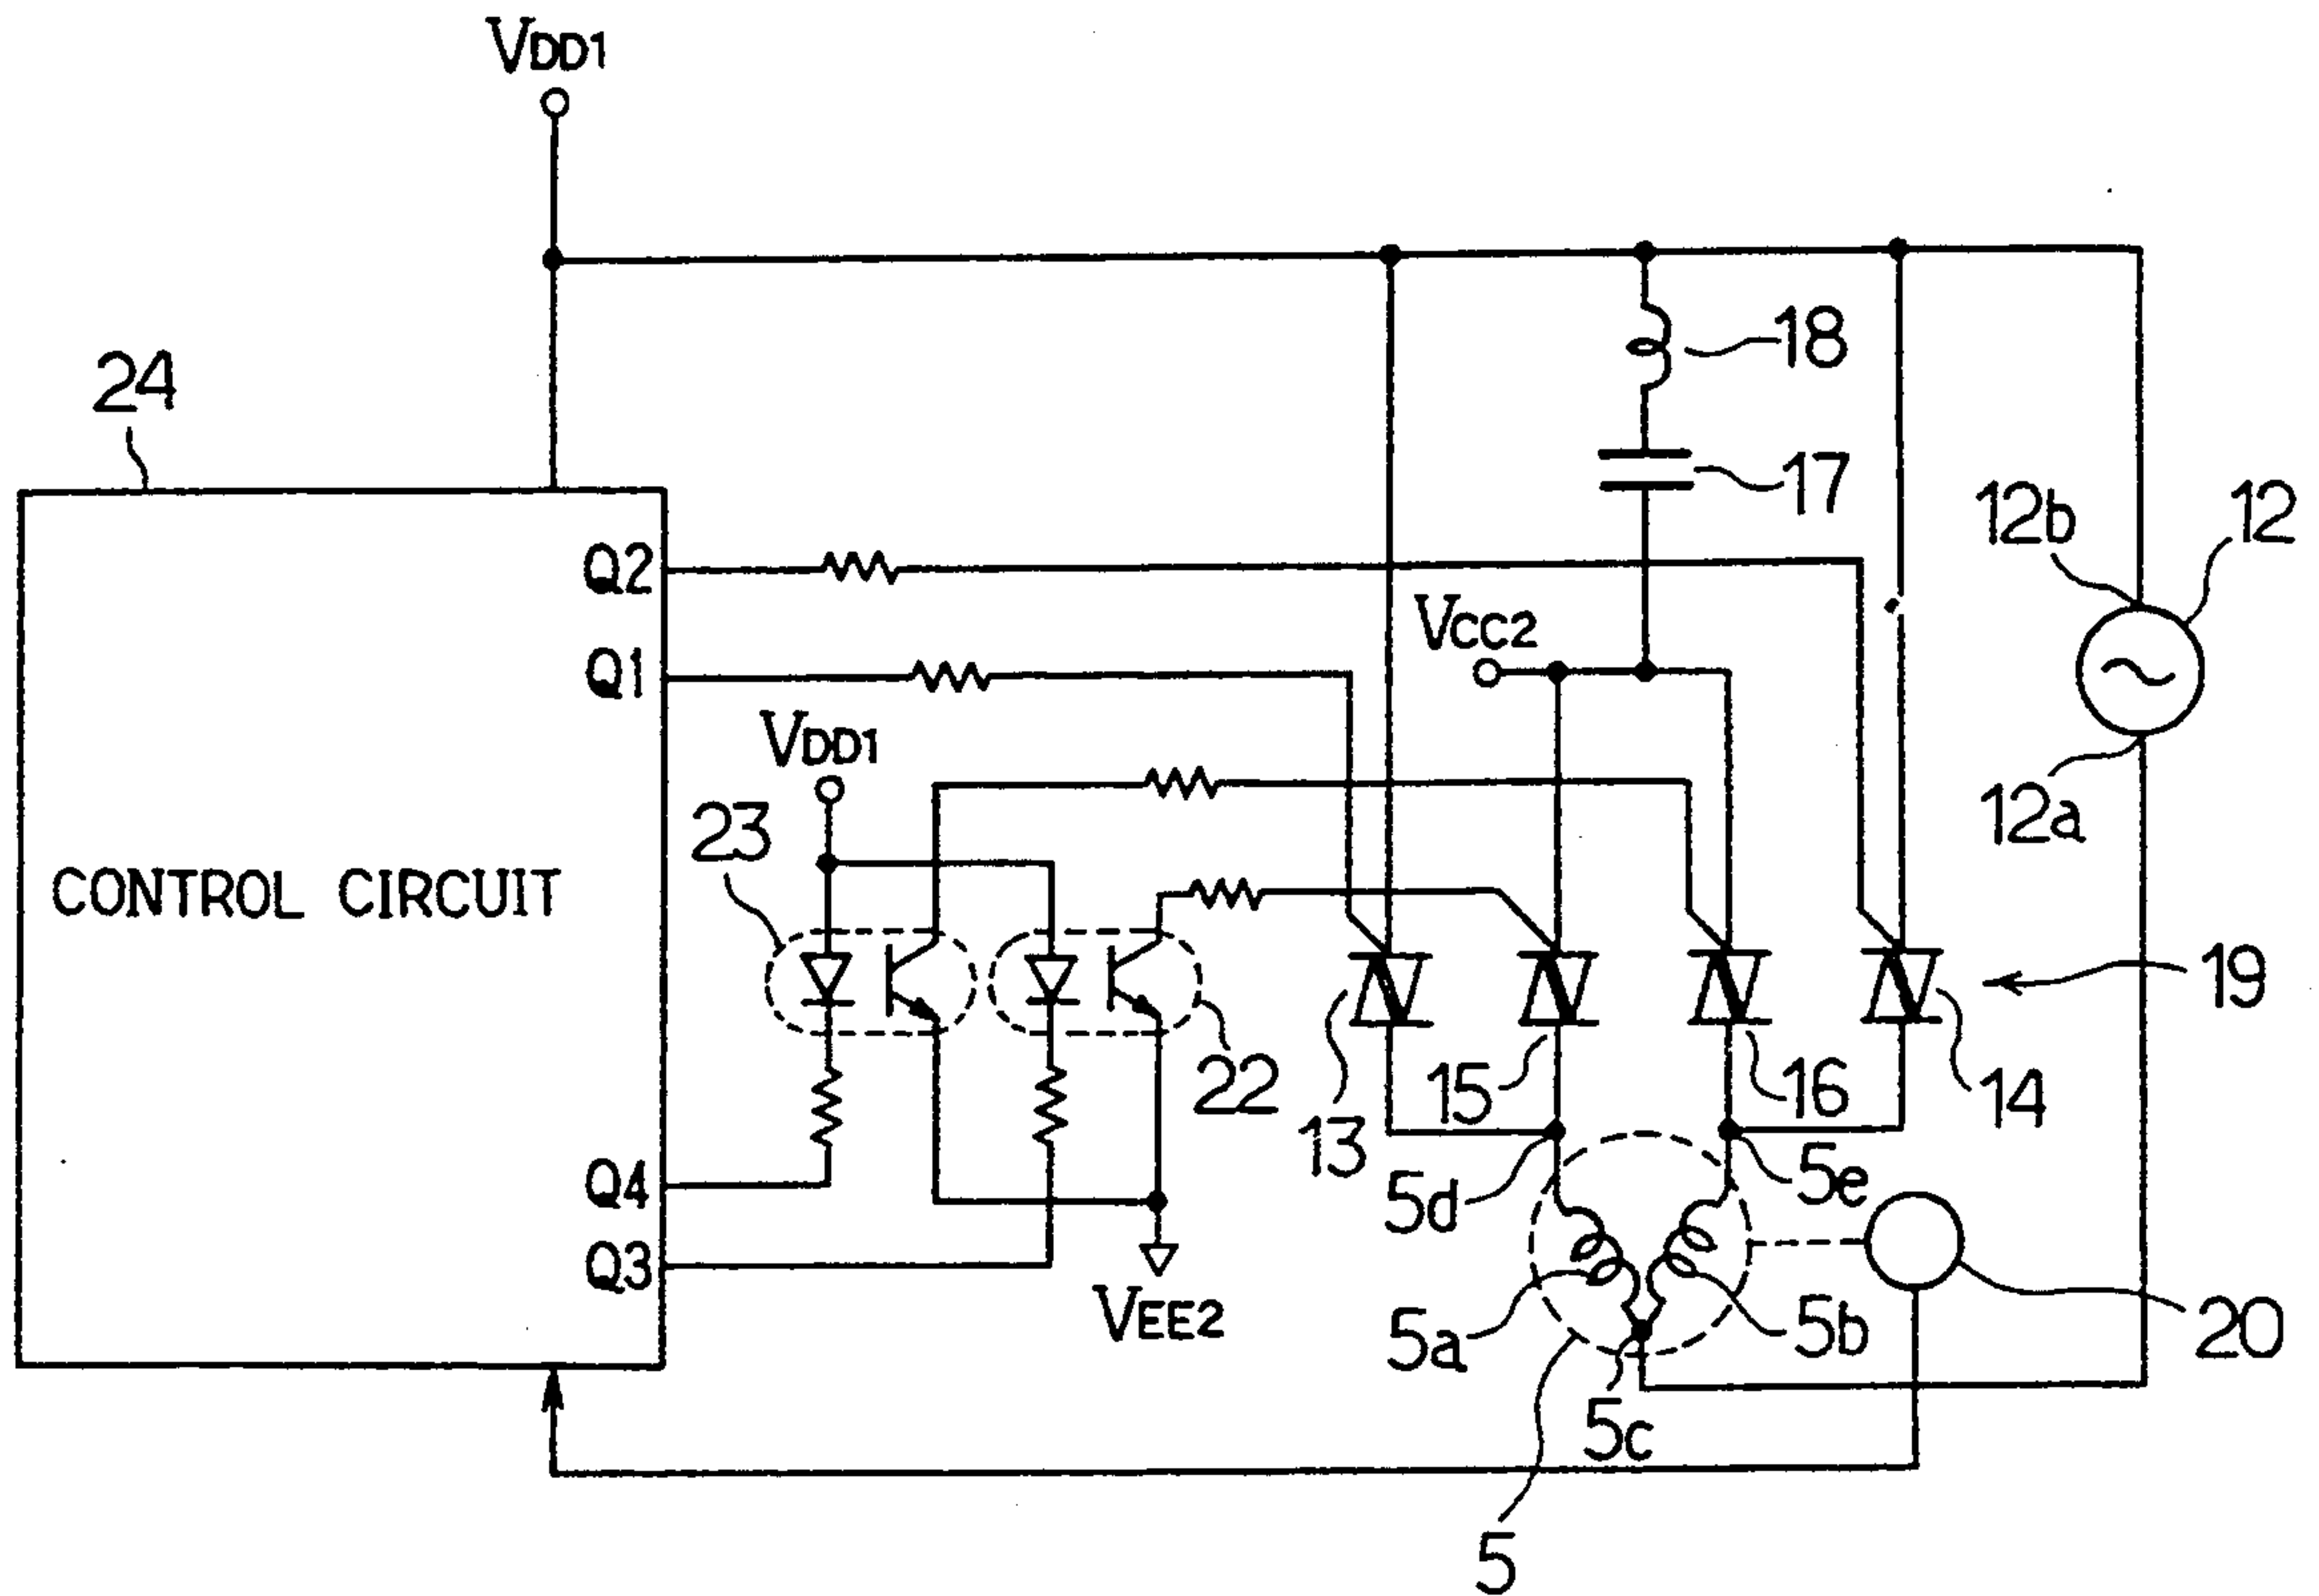 VDD1
18
24
17
12b
12
Q2
VCC2
Q1
VDD1
12a
23
CONTROL CIRCUIT
19
22
15
16
14
13
Q4
5d
5e
Q3
VEE2
5a
5b
20
5c
5